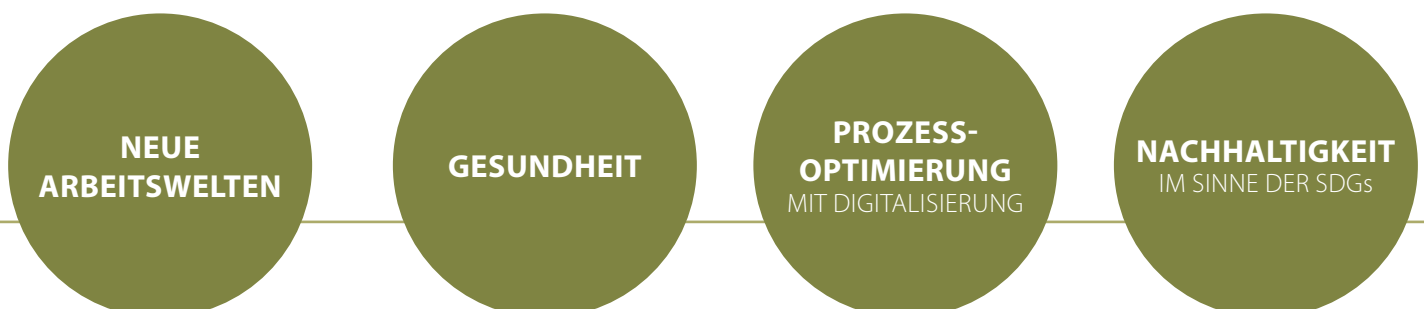 NEUE
ARBEITSWELTEN
GESUNDHEIT
PROZESS-
OPTIMIERUNG
MIT DIGITALISIERUNG
NACHHALTIGKEIT
IM SINNE DER SDGs